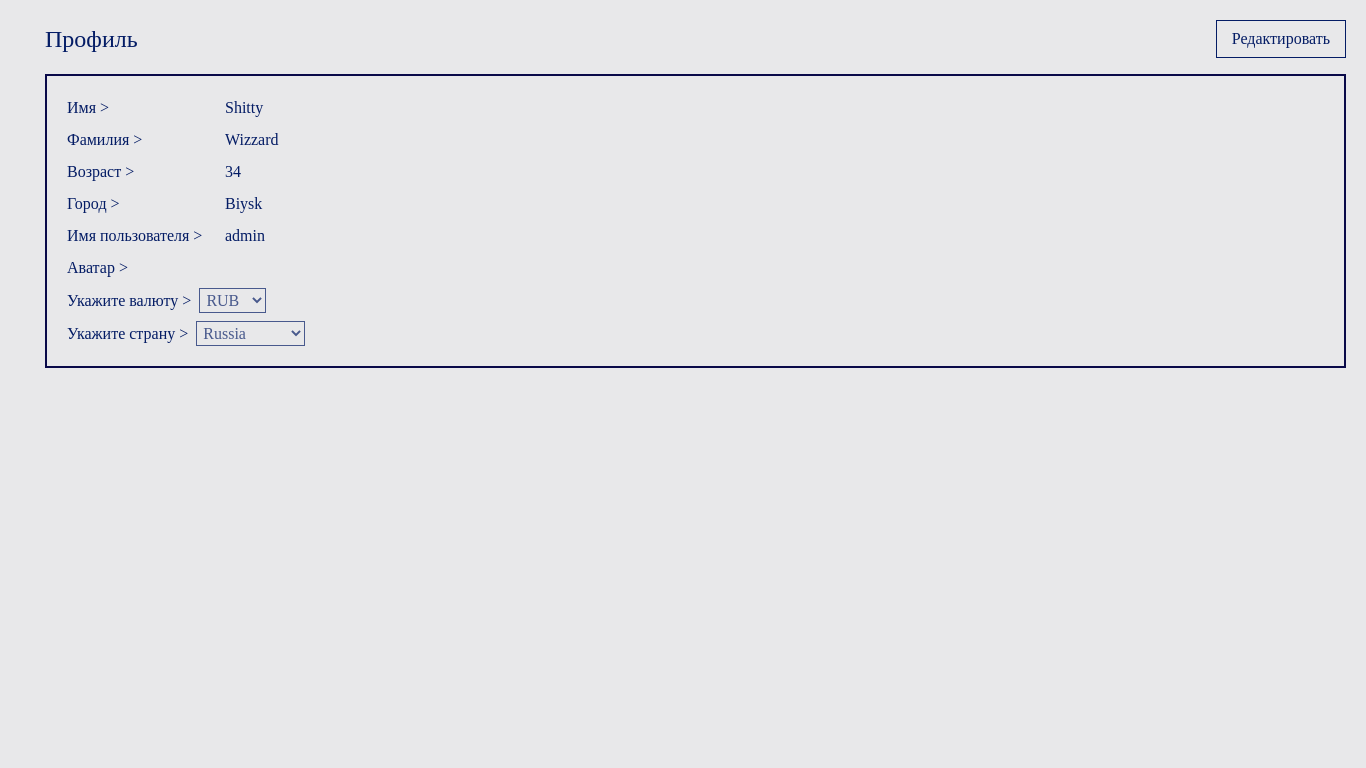 Профиль
Редактировать
Имя > Shitty
Фамилия > Wizzard
Возраст > 34
Город > Biysk
Имя пользователя > admin
Аватар >
Укажите валюту > RUB
Укажите страну > Russia